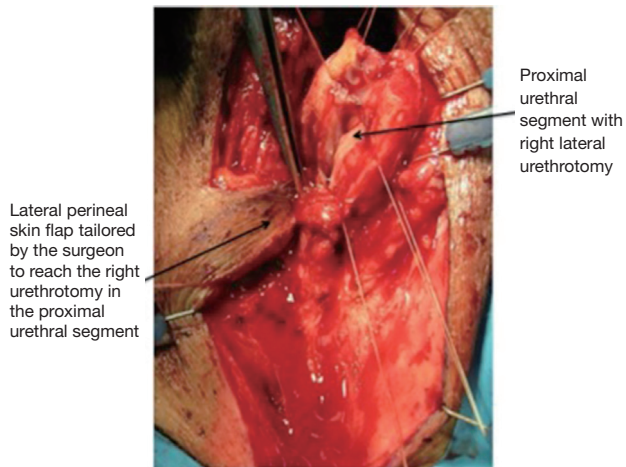 Proximal
urethral
segment with
right lateral
urethrotomy
Lateral perineal
skin flap tailored
by the surgeon
to reach the right
urethrotomy in
the proximal
urethral segment